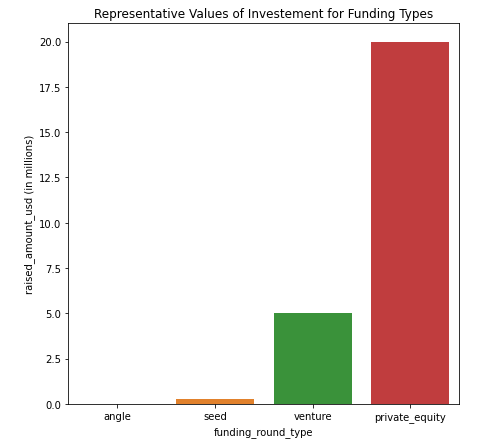 Representative Values of Investement for Funding Types
20.0
17.5
15.0
12.5
10.0
7.5
5.0
2.5
0.0
raised_amount_usd (in millions)
angle seed venture private_equity
funding_round_type